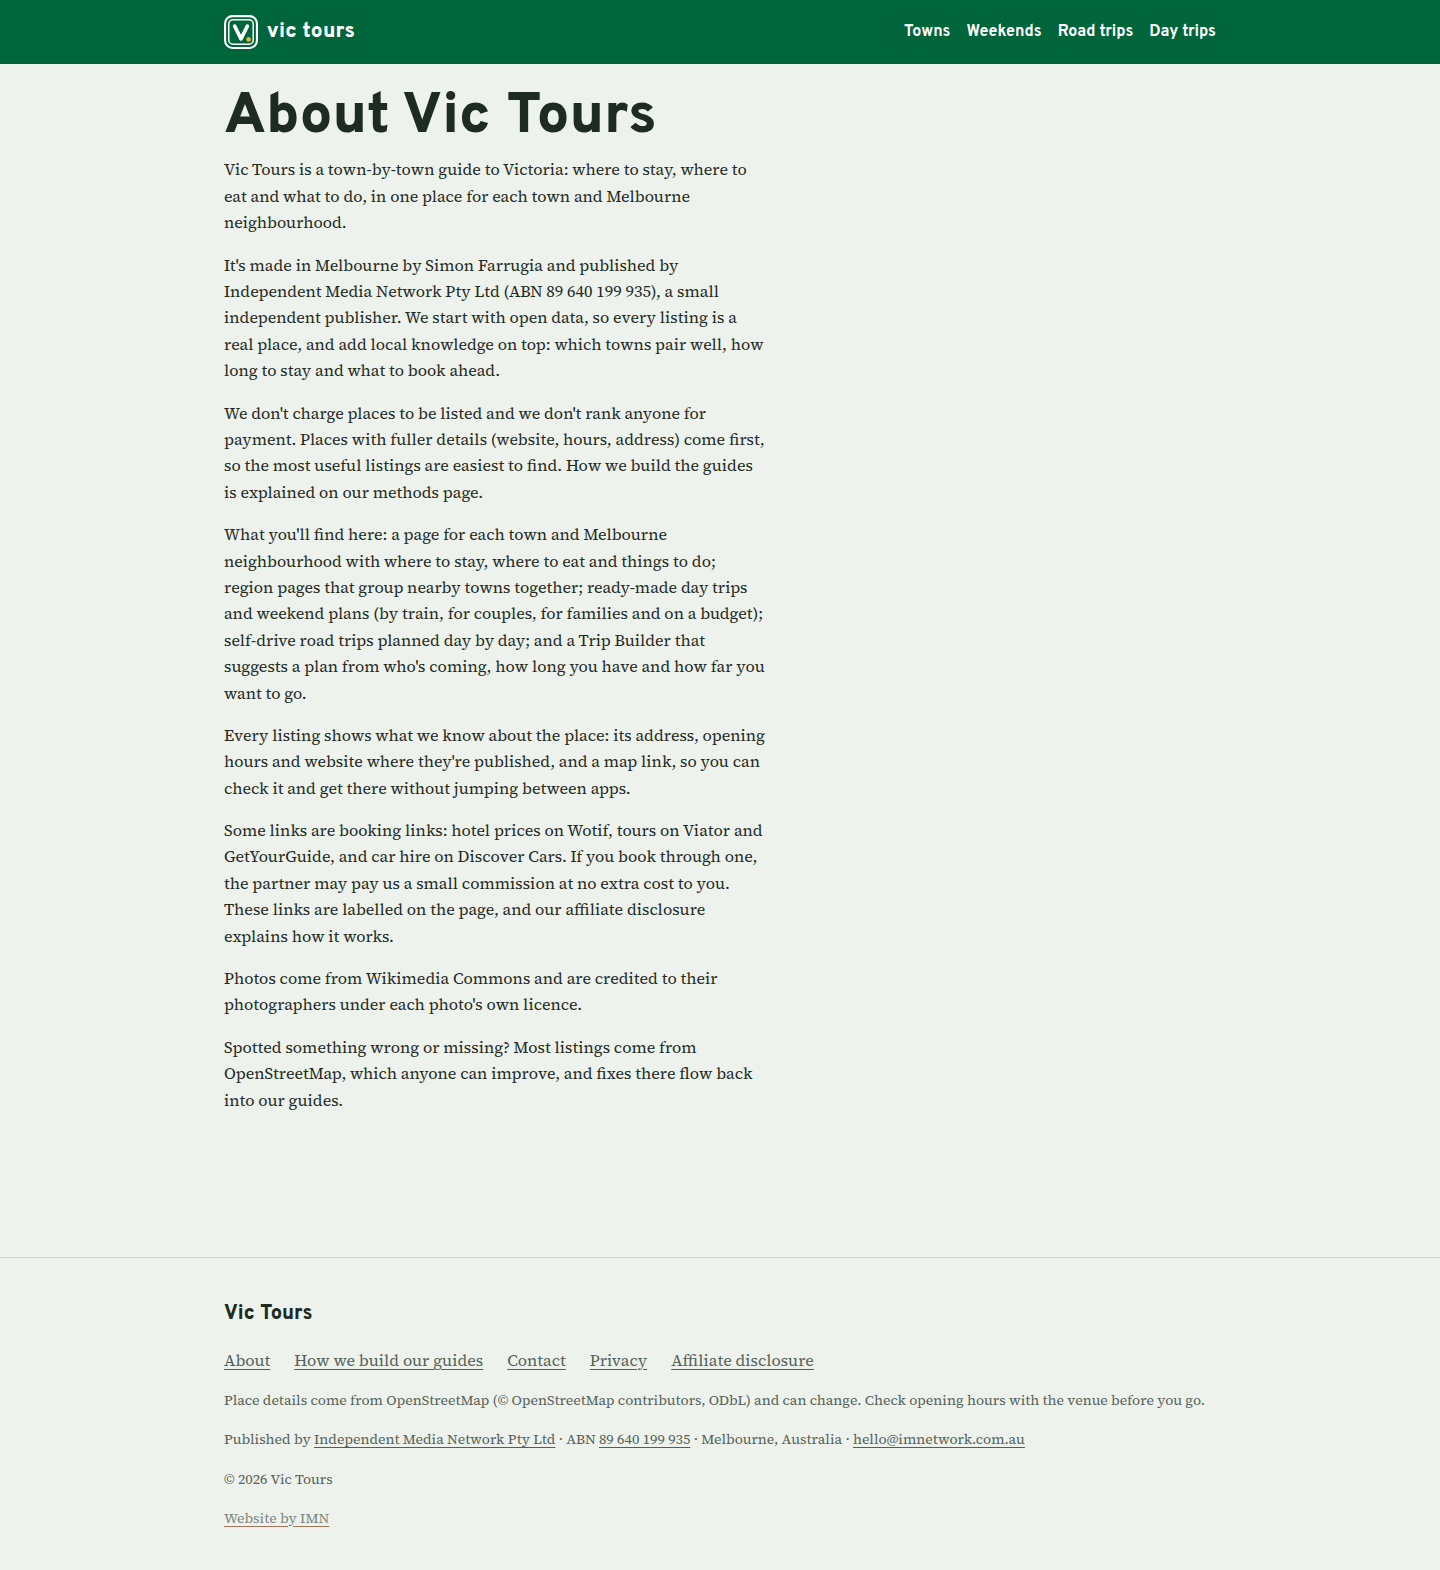 vic tours
Towns Weekends Road trips Day trips
About Vic Tours
Vic Tours is a town-by-town guide to Victoria: where to stay, where to
eat and what to do, in one place for each town and Melbourne
neighbourhood.
It's made in Melbourne by Simon Farrugia and published by
Independent Media Network Pty Ltd (ABN 89 640 199 935), a small
independent publisher. We start with open data, so every listing is a
real place, and add local knowledge on top: which towns pair well, how
long to stay and what to book ahead.
We don't charge places to be listed and we don't rank anyone for
payment. Places with fuller details (website, hours, address) come first,
so the most useful listings are easiest to find. How we build the guides
is explained on our methods page.
What you'll find here: a page for each town and Melbourne
neighbourhood with where to stay, where to eat and things to do;
region pages that group nearby towns together; ready-made day trips
and weekend plans (by train, for couples, for families and on a budget);
self-drive road trips planned day by day; and a Trip Builder that
suggests a plan from who's coming, how long you have and how far you
want to go.
Every listing shows what we know about the place: its address, opening
hours and website where they're published, and a map link, so you can
check it and get there without jumping between apps.
Some links are booking links: hotel prices on Wotif, tours on Viator and
GetYourGuide, and car hire on Discover Cars. If you book through one,
the partner may pay us a small commission at no extra cost to you.
These links are labelled on the page, and our affiliate disclosure
explains how it works.
Photos come from Wikimedia Commons and are credited to their
photographers under each photo's own licence.
Spotted something wrong or missing? Most listings come from
OpenStreetMap, which anyone can improve, and fixes there flow back
into our guides.
Vic Tours
About How we build our guides Contact Privacy Affiliate disclosure
Place details come from OpenStreetMap (© OpenStreetMap contributors, ODbL) and can change. Check opening hours with the venue before you go.
Published by Independent Media Network Pty Ltd · ABN 89 640 199 935 · Melbourne, Australia · hello@imnetwork.com.au
© 2026 Vic Tours
Website by IMN